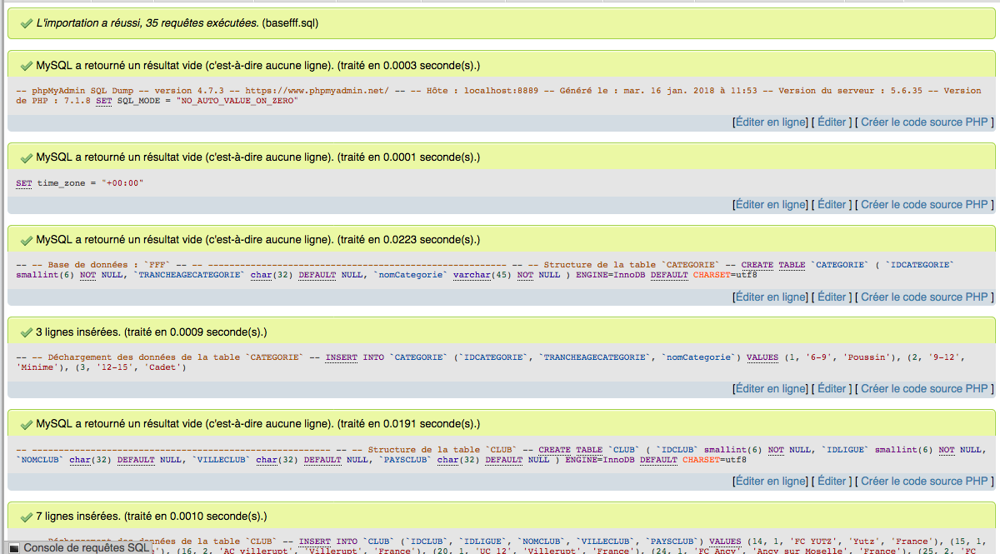 L'importation a réussi, 35 requêtes exécutées. (basefff.sql)
MySQL a retourné un résultat vide (c'est-à-dire aucune ligne). (traité en 0.0003 seconde(s).)
-- phpMyAdmin SQL Dump -- version 4.7.3 -- https://www.phpmyadmin.net/ -- -- Hôte : localhost:8889 -- Généré le : mar. 16 jan. 2018 à 11:53 -- Version du serveur : 5.6.35 -- Version
de PHP : 7.1.8 SET SQL_MODE = "NO_AUTO_VALUE_ON_ZERO"
[Éditer en ligne] [ Éditer ] [ Créer le code source PHP ]
MySQL a retourné un résultat vide (c'est-à-dire aucune ligne). (traité en 0.0001 seconde(s).)
SET time_zone = "+00:00"
[Éditer en ligne] [ Éditer ] [ Créer le code source PHP ]
MySQL a retourné un résultat vide (c'est-à-dire aucune ligne). (traité en 0.0223 seconde(s).)
-- -- Base de données : `FFF` -- -- -------------------------------------------------------- -- -- Structure de la table `CATEGORIE` -- CREATE TABLE `CATEGORIE` ( `IDCATEGORIE`
smallint(6) NOT NULL, `TRANCHEAGECATEGORIE` char(32) DEFAULT NULL, `nomCategorie` varchar(45) NOT NULL ) ENGINE=InnoDB DEFAULT CHARSET=utf8
[Éditer en ligne] [ Éditer ] [ Créer le code source PHP ]
3 lignes insérées. (traité en 0.0009 seconde(s).)
-- -- Déchargement des données de la table `CATEGORIE` -- INSERT INTO `CATEGORIE` (`IDCATEGORIE`, `TRANCHEAGECATEGORIE`, `nomCategorie`) VALUES (1, '6-9', 'Poussin'), (2, '9-12',
'Minime'), (3, '12-15', 'Cadet')
[Éditer en ligne] [ Éditer ] [ Créer le code source PHP ]
MySQL a retourné un résultat vide (c'est-à-dire aucune ligne). (traité en 0.0191 seconde(s).)
-- -------------------------------------------------------- -- -- Structure de la table `CLUB` -- CREATE TABLE `CLUB` ( `IDCLUB` smallint(6) NOT NULL, `IDLIGUE` smallint(6) NOT NULL,
`NOMCLUB` char(32) DEFAULT NULL, `VILLECLUB` char(32) DEFAULT NULL, `PAYSCLUB` char(32) DEFAULT NULL ) ENGINE=InnoDB DEFAULT CHARSET=utf8
[Éditer en ligne] [ Éditer ] [ Créer le code source PHP ]
7 lignes insérées. (traité en 0.0010 seconde(s).)
Déchargement des données de la table `CLUB` -- INSERT INTO `CLUB` (`IDCLUB`, `IDLIGUE`, `NOMCLUB`, `VILLECLUB`, `PAYSCLUB`) VALUES (14, 1, 'FC YUTZ', 'Yutz', 'France'), (15, 1,
Console de requêtes SQL '), (16, 2, 'AC villerupt', 'Villerupt', 'France'), (20, 1, 'UC 12', 'Villerupt', 'France'), (24, 1, 'FC Ancy', 'Ancy sur Moselle', 'France'), (25, 2, 'FC